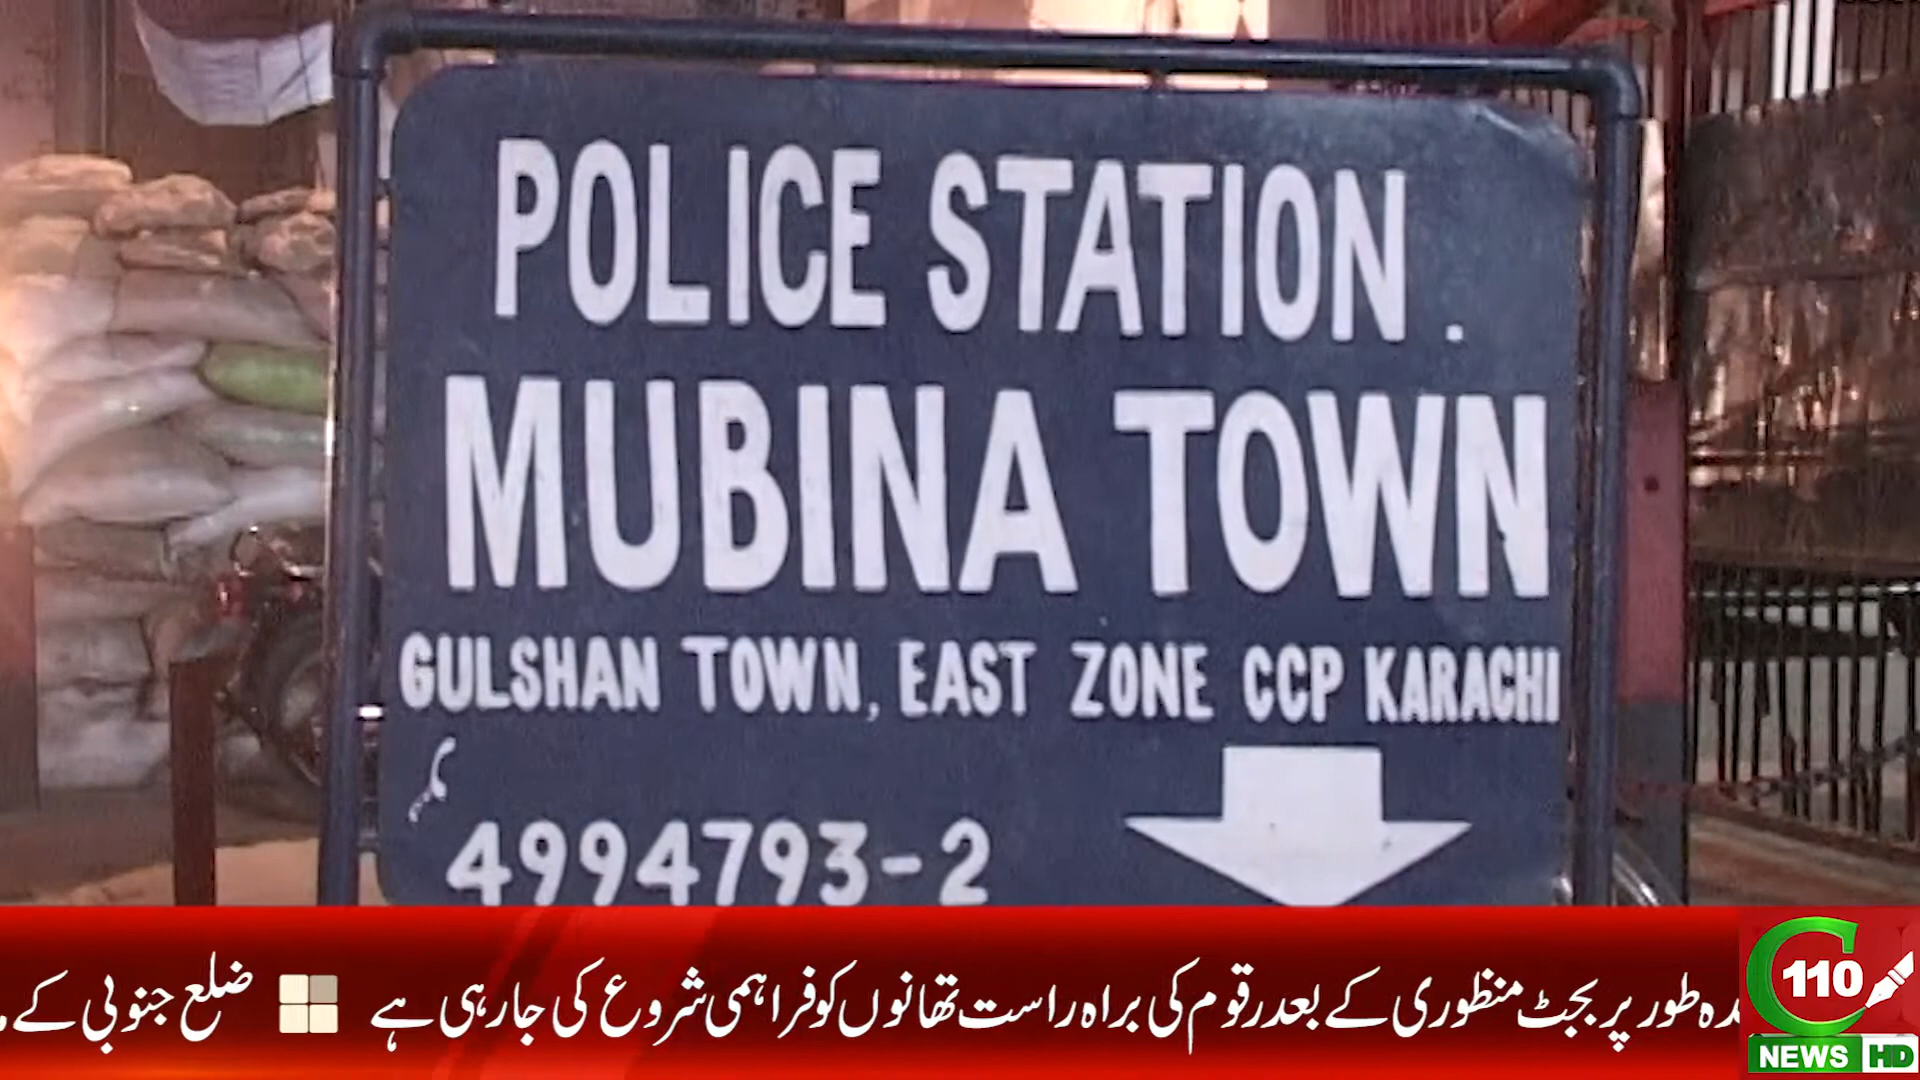 POLICE STATION.
MUBINA TOWN
GULSHAN TOWN, EAST ZONE CCP KARACHI
4994793-2
طور پر بجٹ منظوری کے بعد رقوم کی براہ راست تھانوں کو فراہمی شروع کی جا رہی ہے
ضلع جنوبی کے
C 110
NEWS HD